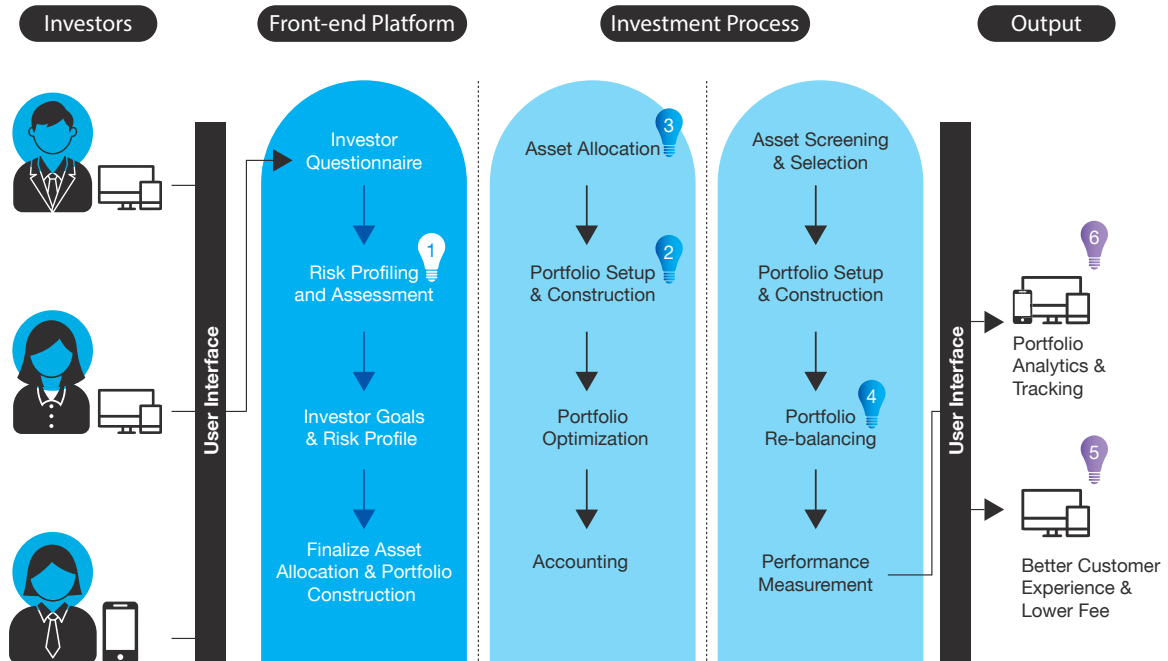 Investors
Front-end Platform
Investment Process
Output
User Interface
Investor
Questionnaire
1
Risk Profiling
and Assessment
Investor Goals
& Risk Profile
Finalize Asset
Allocation & Portfolio
Construction
3
Asset Allocation
2
Portfolio Setup
& Construction
Portfolio
Optimization
Accounting
Asset Screening
& Selection
Portfolio Setup
& Construction
4
Portfolio
Re-balancing
Performance
Measurement
User Interface
6
Portfolio
Analytics &
Tracking
5
Better Customer
Experience &
Lower Fee